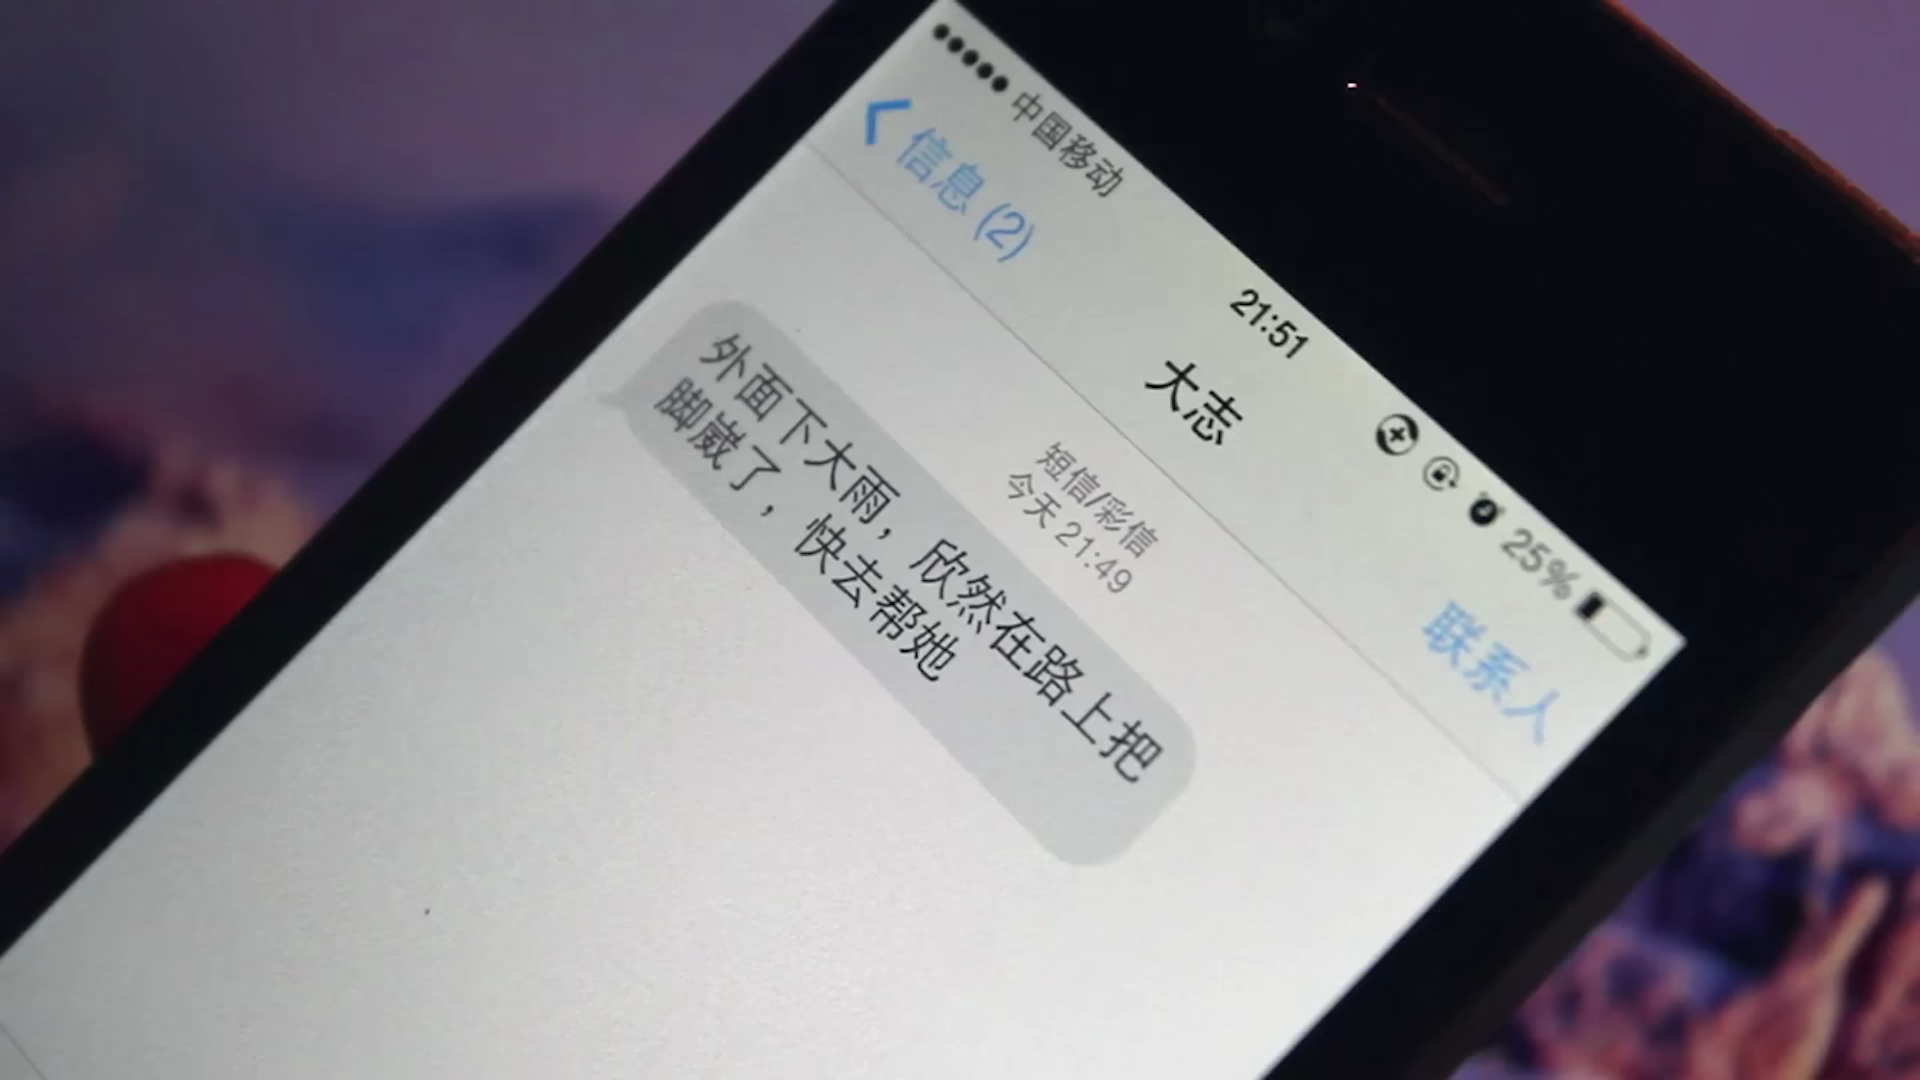 中国移动 21:51 25%
信息 (2) 大志 联系人
短信/彩信
今天 21:49
外面下大雨，欣然在路上把
脚崴了，快去帮她